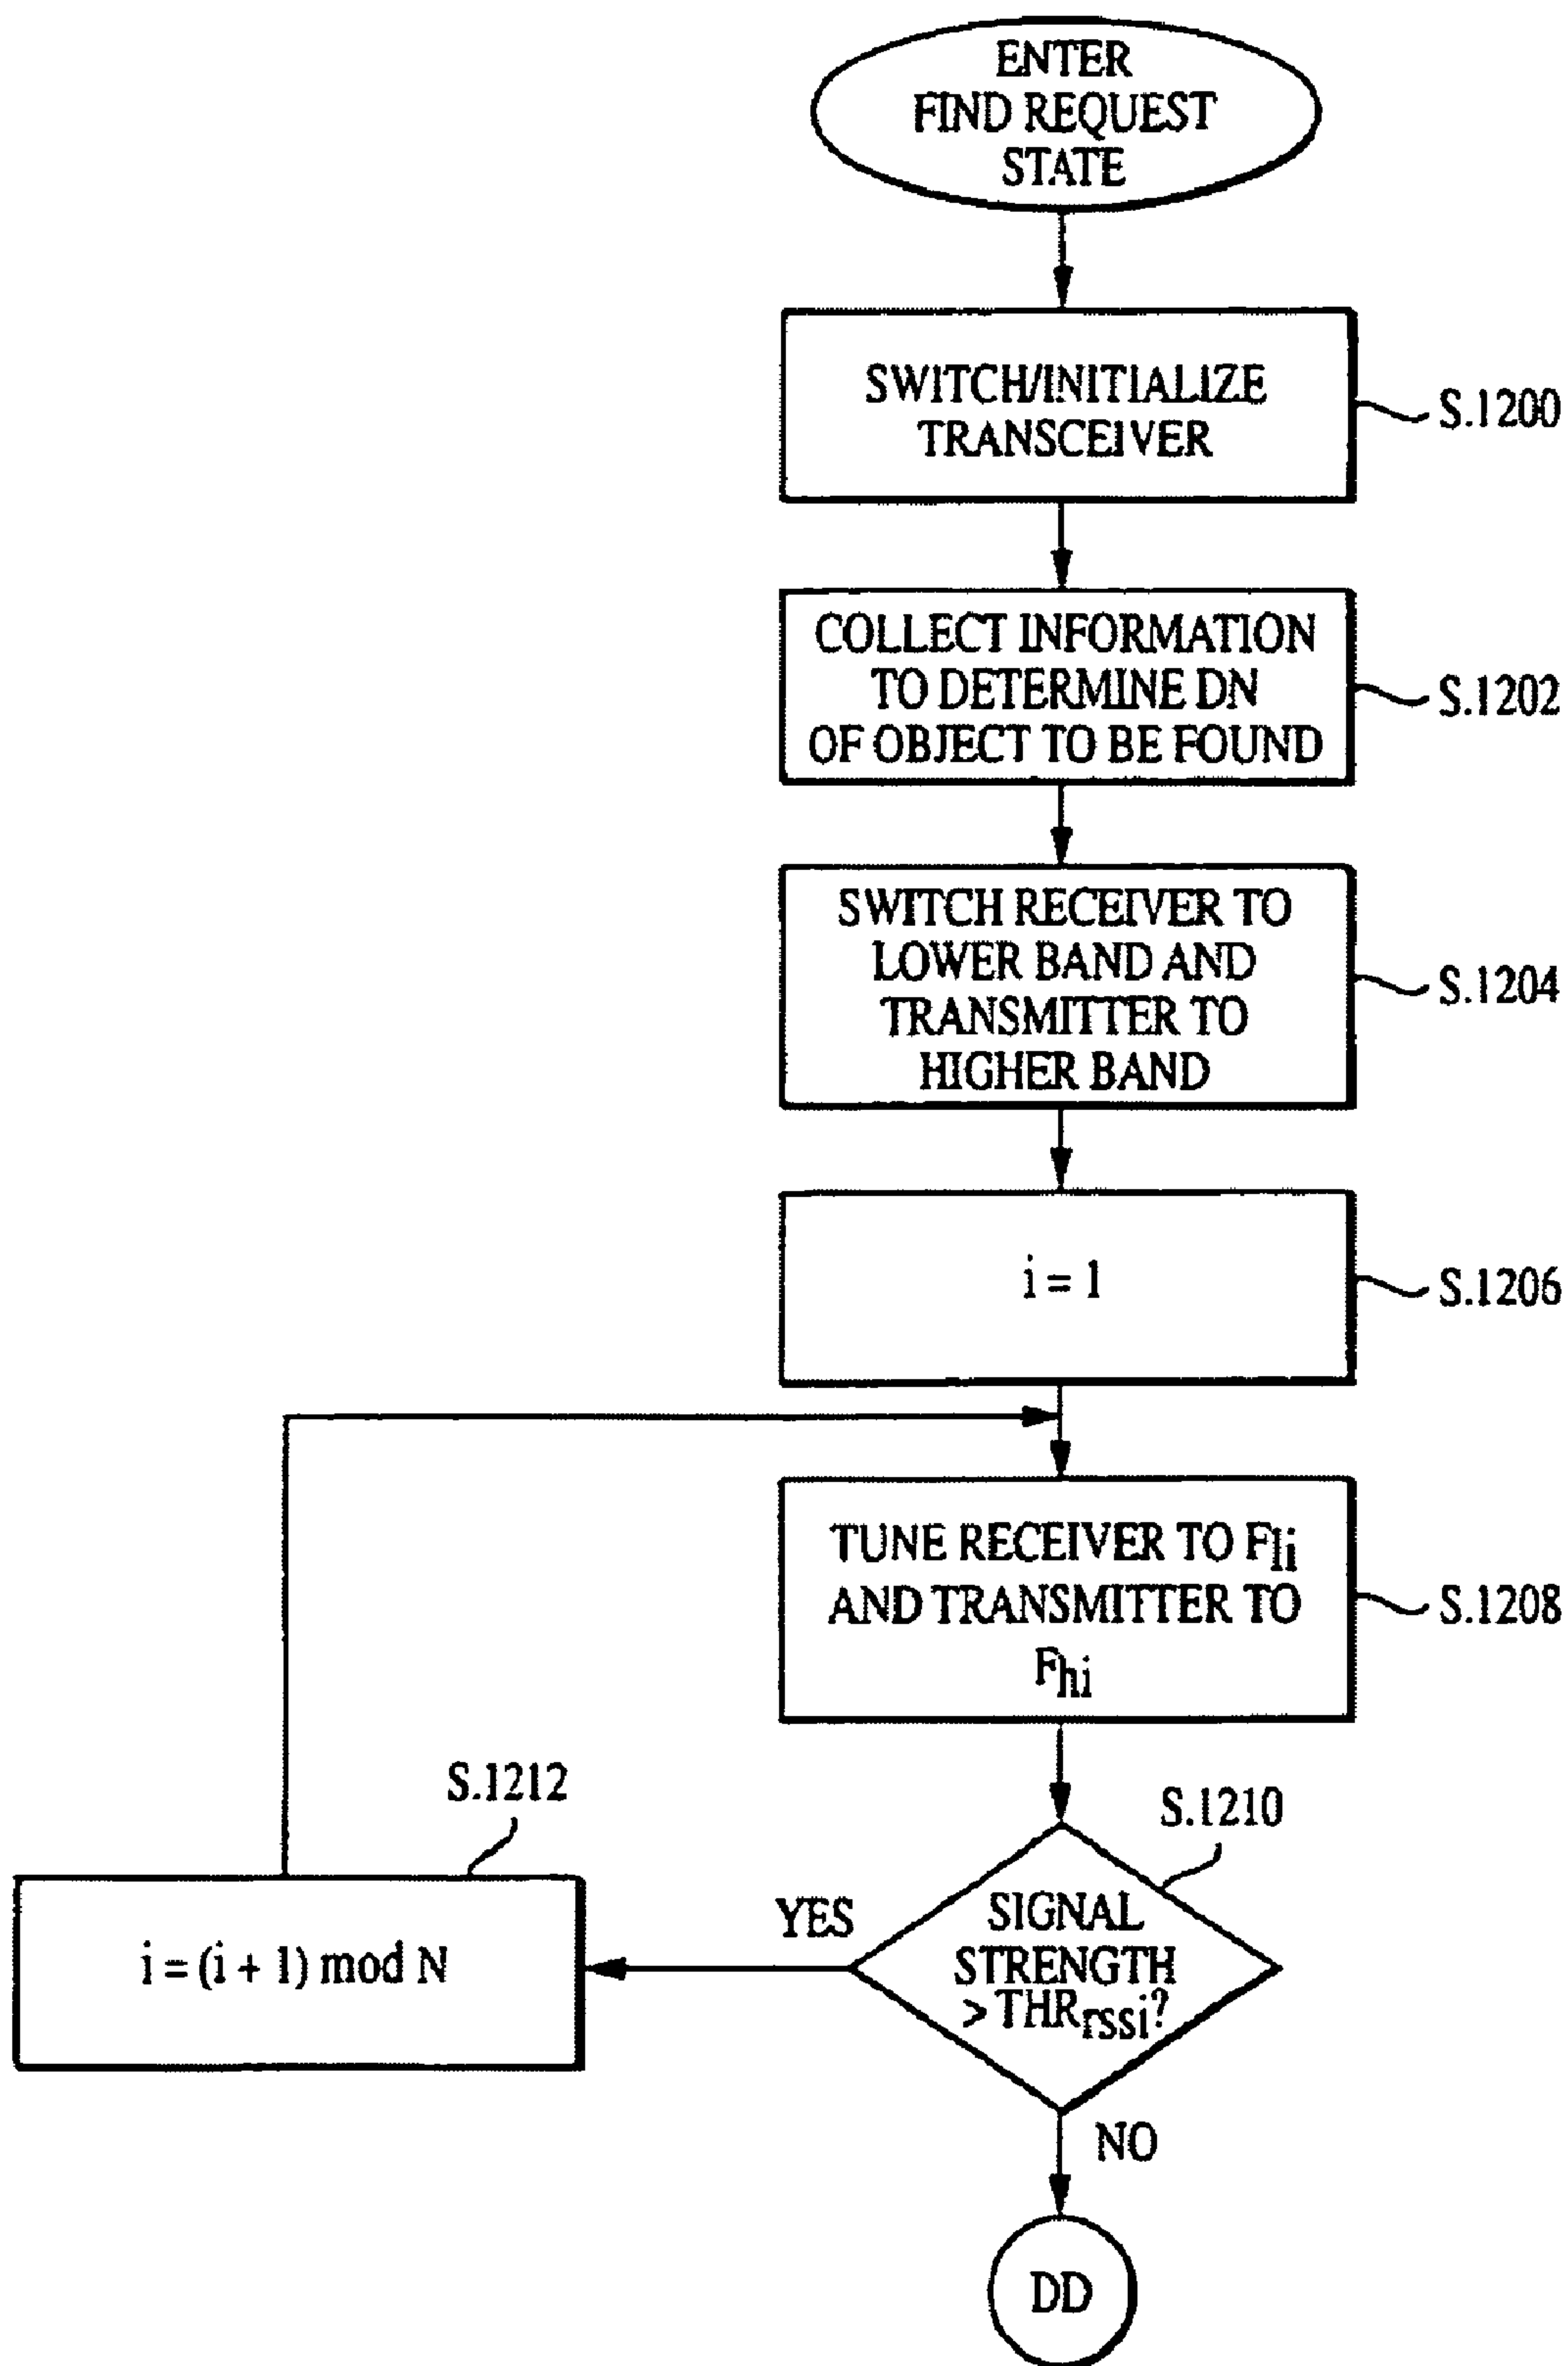 ENTER
FIND REQUEST
STATE
SWITCH/INITIALIZE
TRANSCEIVER
S.1200
COLLECT INFORMATION
TO DETERMINE DN
OF OBJECT TO BE FOUND
S.1202
SWITCH RECEIVER TO
LOWER BAND AND
TRANSMITTER TO
HIGHER BAND
S.1204
i = 1
S.1206
TUNE RECEIVER TO Fli
AND TRANSMITTER TO
Fhi
S.1208
S.1212
i = (i + 1) mod N
S.1210
YES
SIGNAL
STRENGTH
> THRrssi?
NO
DD